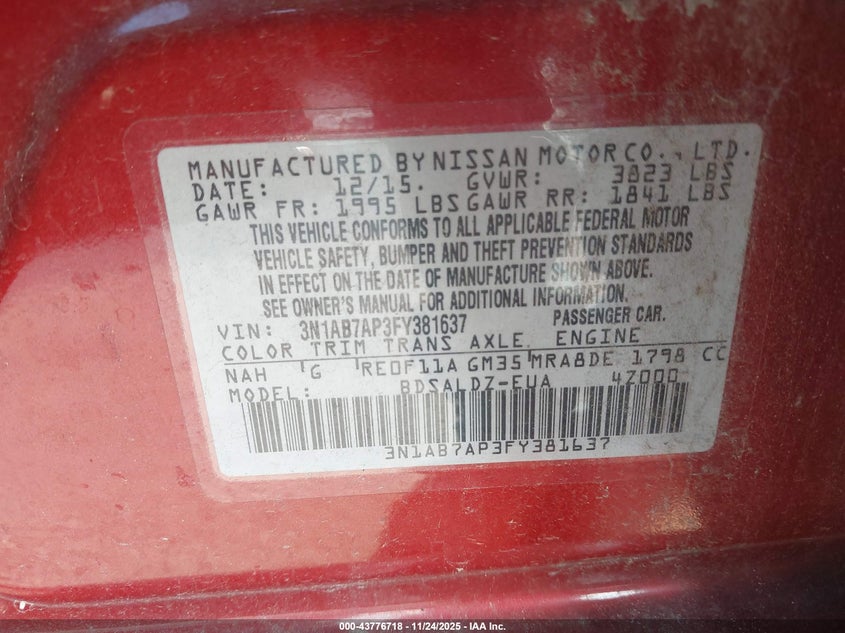 MANUFACTURED BY NISSAN MOTOR CO., LTD.
DATE: 12/15. GVWR: 3823 LBS
GAWR FR: 1995 LBS GAWR RR: 1841 LBS
THIS VEHICLE CONFORMS TO ALL APPLICABLE FEDERAL MOTOR
VEHICLE SAFETY, BUMPER AND THEFT PREVENTION STANDARDS
IN EFFECT ON THE DATE OF MANUFACTURE SHOWN ABOVE.
SEE OWNER'S MANUAL FOR ADDITIONAL INFORMATION.
VIN: 3N1AB7AP3FY381637 PASSENGER CAR.
COLOR TRIM TRANS AXLE ENGINE
NAH G RE0F11A GM35 MRA8DE 1798 CC
MODEL: BDSALDZ-EUA 4Z000
3N1AB7AP3FY381637
000-43776718 - 11/24/2025 - IAA Inc.